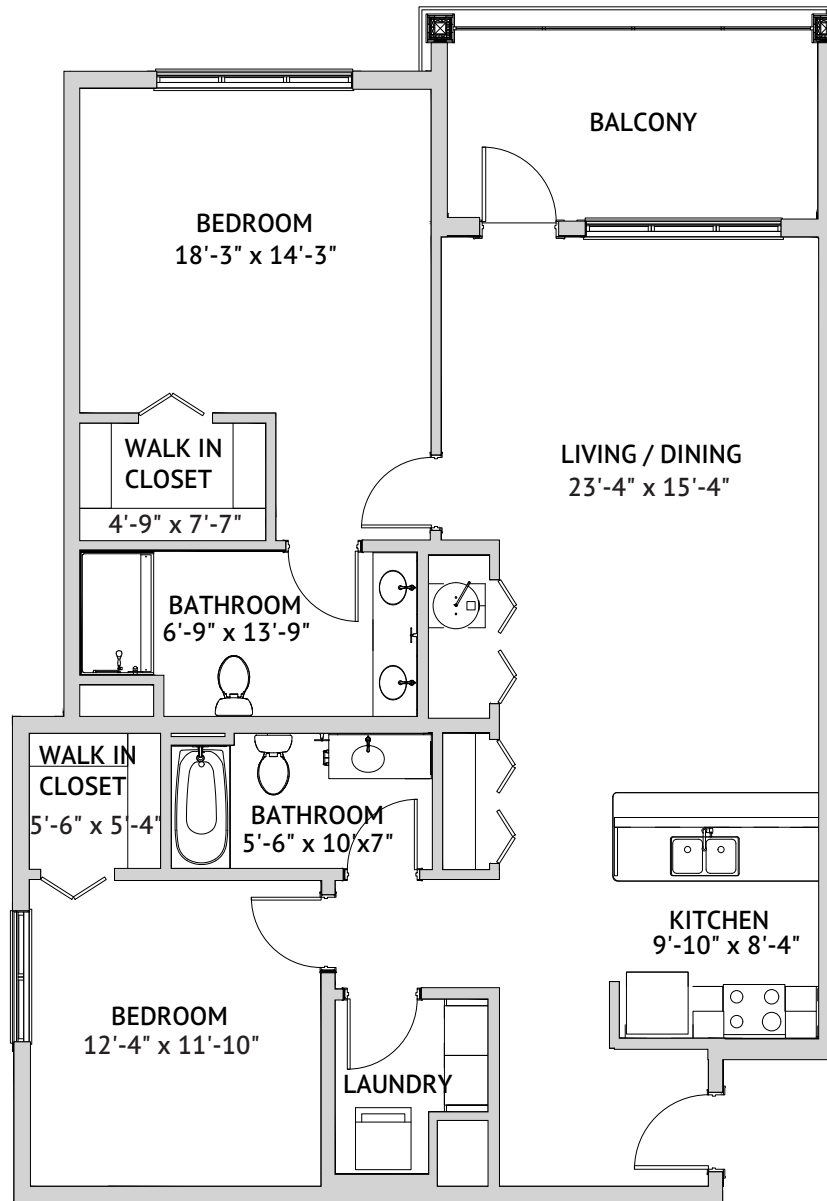 BALCONY
BEDROOM
18'-3" x 14'-3"
WALK IN
CLOSET
4'-9" x 7'-7"
LIVING / DINING
23'-4" x 15'-4"
BATHROOM
6'-9" x 13'-9"
WALK IN
CLOSET
5'-6" x 5'-4"
BATHROOM
5'-6" x 10'x7"
KITCHEN
9'-10" x 8'-4"
BEDROOM
12'-4" x 11'-10"
LAUNDRY